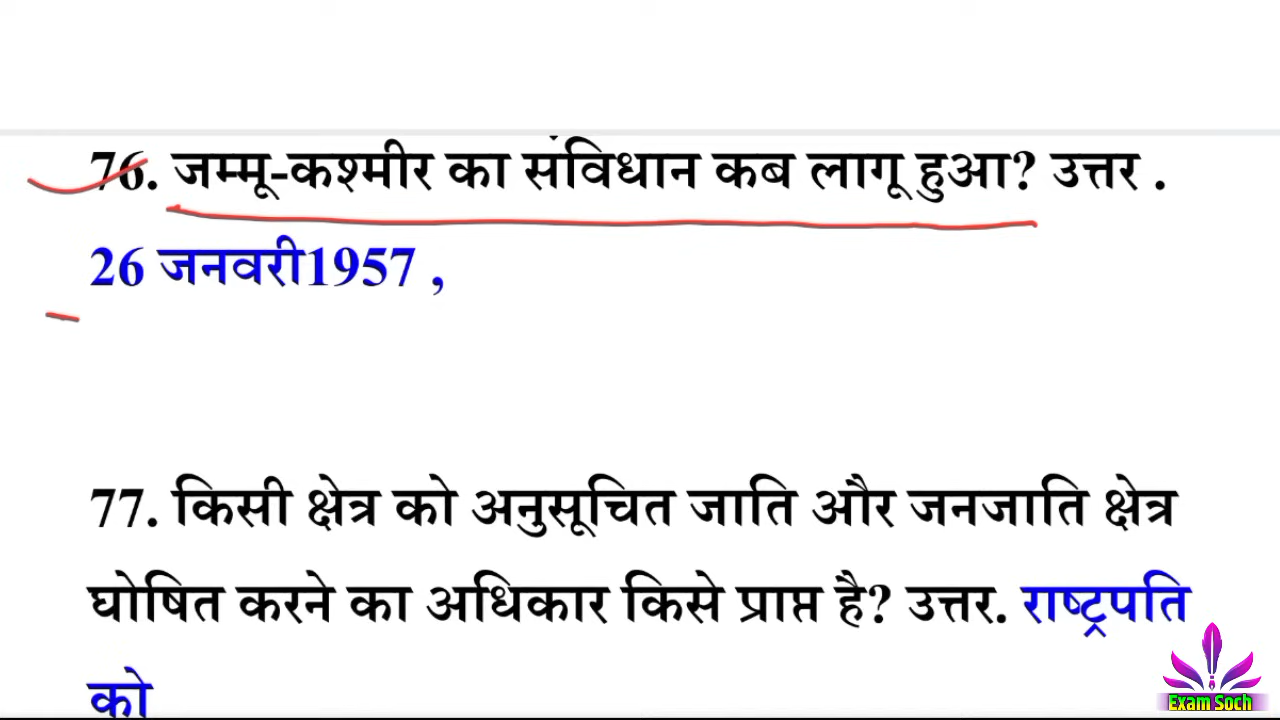 76. जम्मू-कश्मीर का संविधान कब लागू हुआ? उत्तर .
26 जनवरी1957 ,
77. किसी क्षेत्र को अनुसूचित जाति और जनजाति क्षेत्र
घोषित करने का अधिकार किसे प्राप्त है? उत्तर. राष्ट्रपति
को
Exam Soch